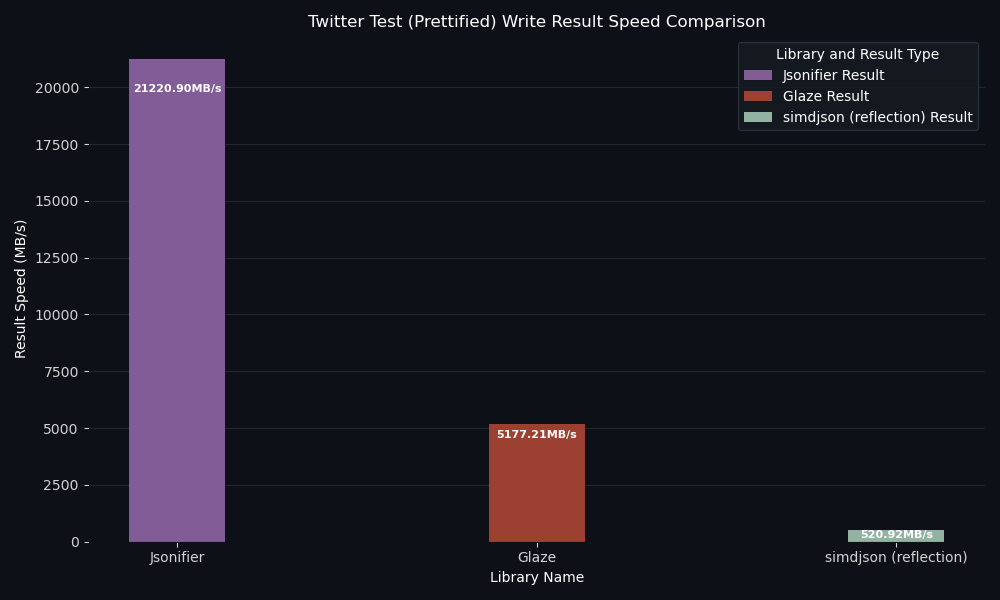 Twitter Test (Prettified) Write Result Speed Comparison
Library and Result Type
Jsonifier Result
Glaze Result
simdjson (reflection) Result
Result Speed (MB/s)
20000
17500
15000
12500
10000
7500
5000
2500
0
21220.90MB/s
5177.21MB/s
520.92MB/s
Jsonifier
Glaze
simdjson (reflection)
Library Name